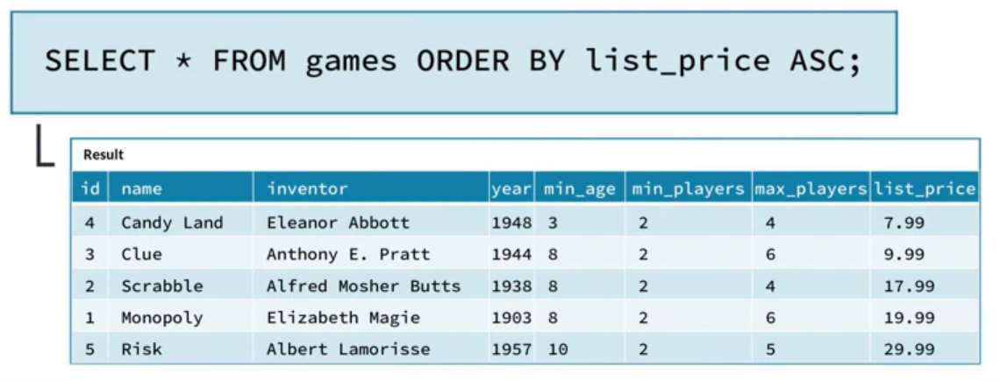 SELECT * FROM games ORDER BY list_price ASC;
Result
id name inventor year min_age min_players max_players list_price
4 Candy Land Eleanor Abbott 1948 3 2 4 7.99
3 Clue Anthony E. Pratt 1944 8 2 6 9.99
2 Scrabble Alfred Mosher Butts 1938 8 2 4 17.99
1 Monopoly Elizabeth Magie 1903 8 2 6 19.99
5 Risk Albert Lamorisse 1957 10 2 5 29.99